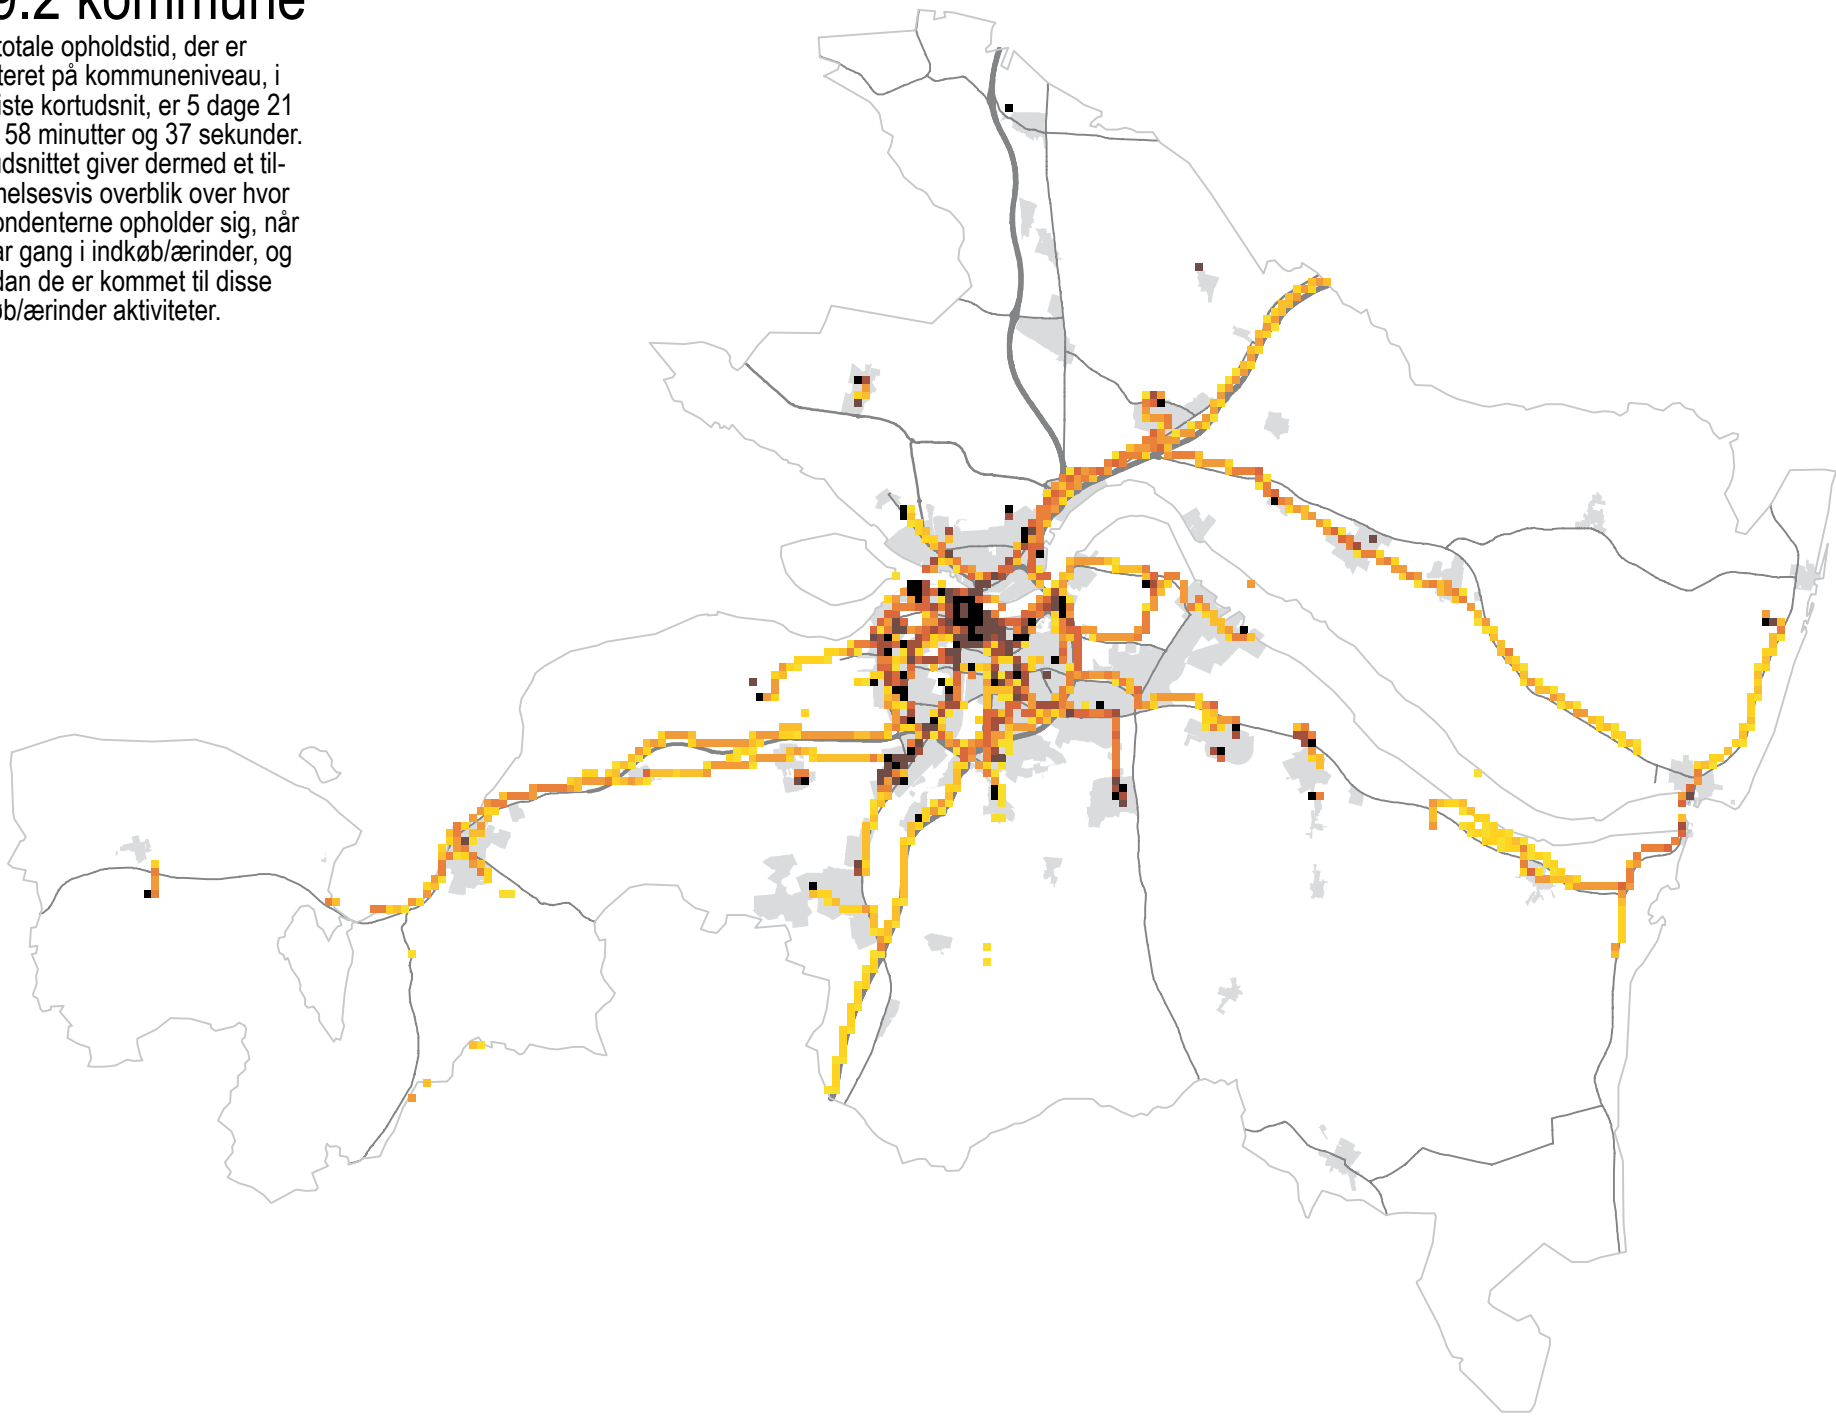 9.2 kommune
totale opholdstid, der er
teret på kommuneniveau, i
iste kortudsnit, er 5 dage 21
58 minutter og 37 sekunder.
udsnittet giver dermed et til-
nelsesvis overblik over hvor
ondenterne opholder sig, når
ar gang i indkøb/ærinder, og
dan de er kommet til disse
øb/ærinder aktiviteter.